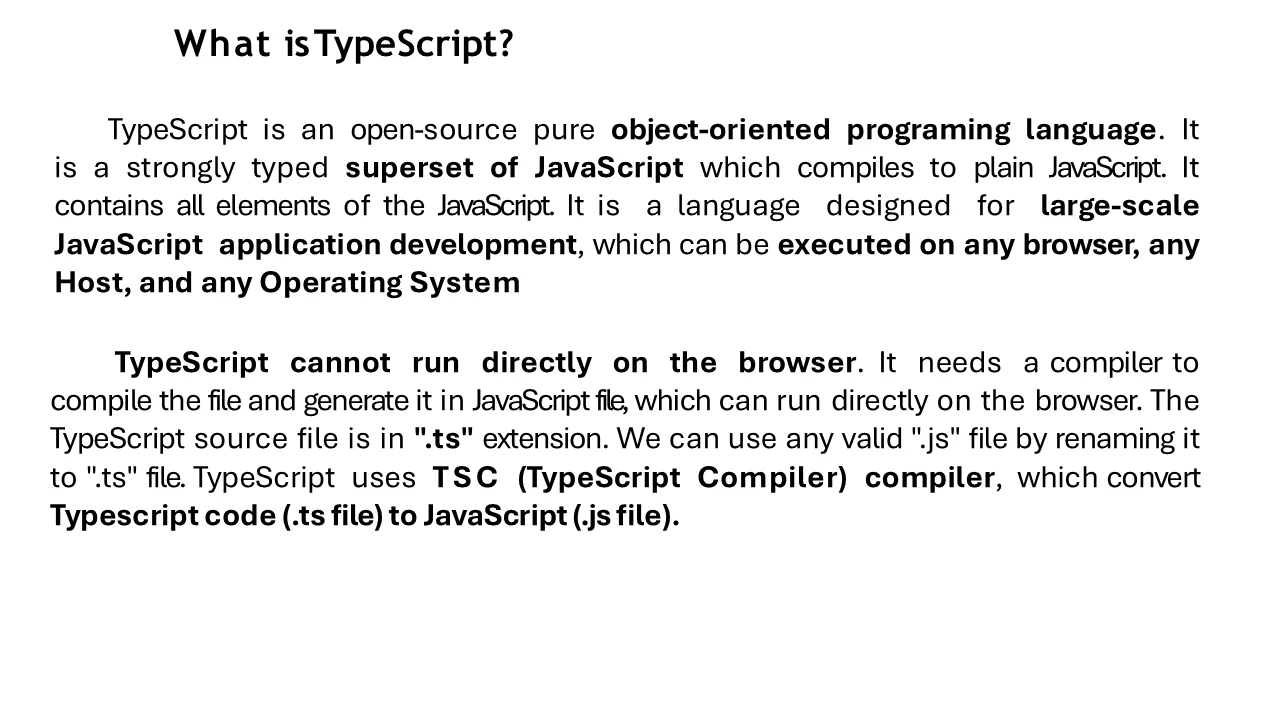 What is TypeScript?
TypeScript is an open-source pure object-oriented programing language. It
is a strongly typed superset of JavaScript which compiles to plain JavaScript. It
contains all elements of the JavaScript. It is a language designed for large-scale
JavaScript application development, which can be executed on any browser, any
Host, and any Operating System
TypeScript cannot run directly on the browser. It needs a compiler to
compile the file and generate it in JavaScript file, which can run directly on the browser. The
TypeScript source file is in ".ts" extension. We can use any valid ".js" file by renaming it
to ".ts" file. TypeScript uses TSC (TypeScript Compiler) compiler, which convert
Typescript code (.ts file) to JavaScript (.js file).